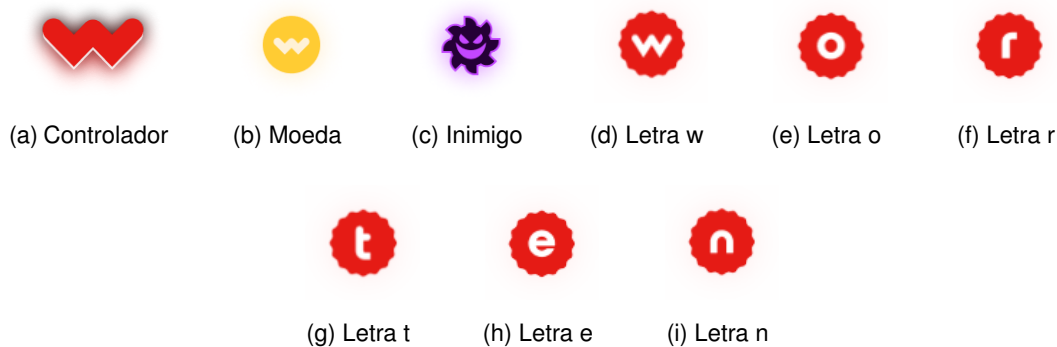 w w o r
(a) Controlador (b) Moeda (c) Inimigo (d) Letra w (e) Letra o (f) Letra r
t e n
(g) Letra t (h) Letra e (i) Letra n